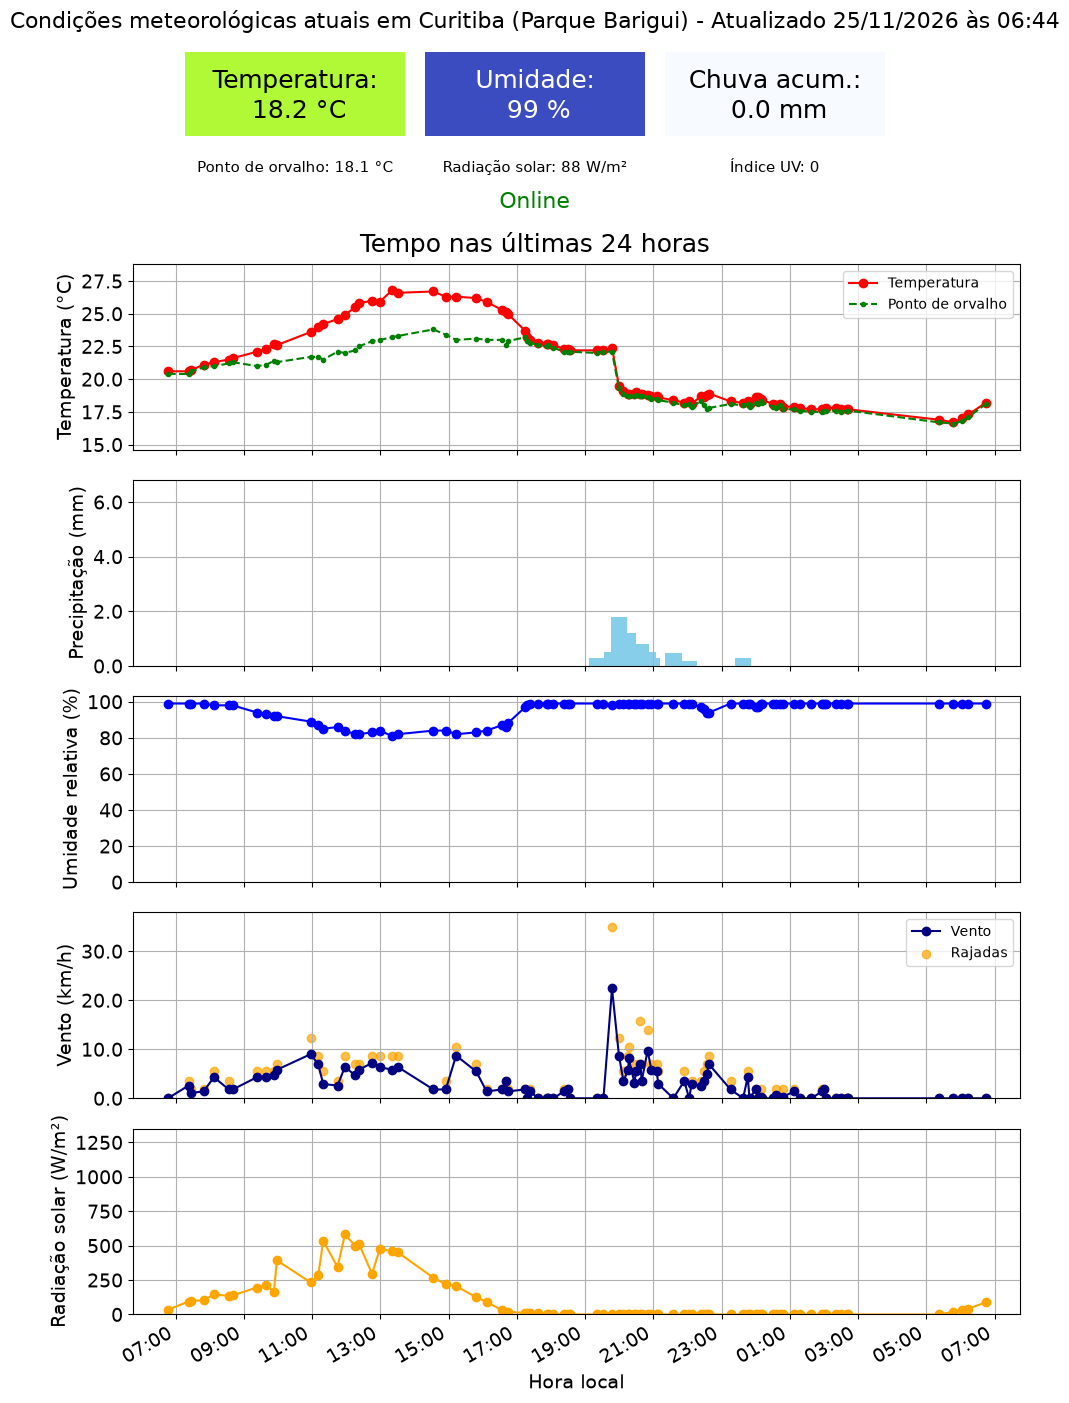 Condições meteorológicas atuais em Curitiba (Parque Barigui) - Atualizado 25/11/2026 às 06:44
Temperatura:
18.2 °C
Umidade:
99 %
Chuva acum.:
0.0 mm
Ponto de orvalho: 18.1 °C
Radiação solar: 88 W/m²
Índice UV: 0
Online
Tempo nas últimas 24 horas
Temperatura (°C)
27.5
25.0
22.5
20.0
17.5
15.0
Temperatura
Ponto de orvalho
Precipitação (mm)
6.0
4.0
2.0
0.0
Umidade relativa (%)
100
80
60
40
20
0
Vento (km/h)
30.0
20.0
10.0
0.0
Vento
Rajadas
Radiação solar (W/m²)
1250
1000
750
500
250
0
07:00
09:00
11:00
13:00
15:00
17:00
19:00
21:00
23:00
01:00
03:00
05:00
07:00
Hora local